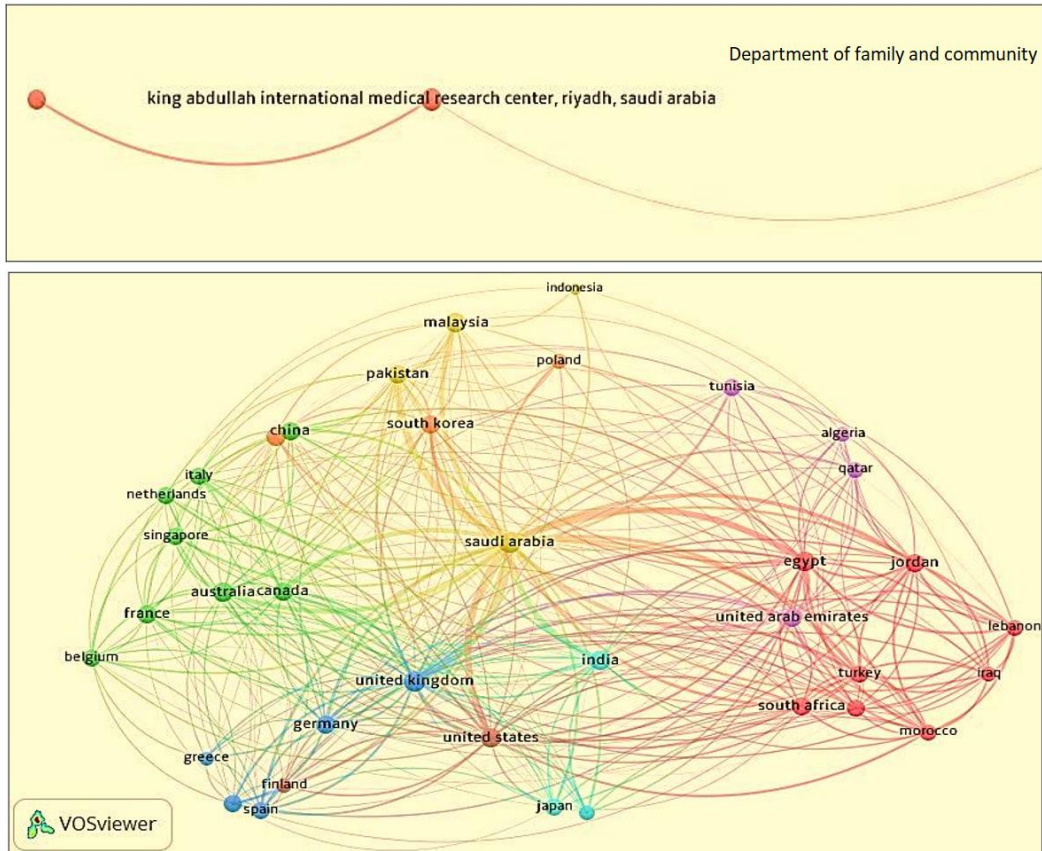 Department of family and community
king abdullah international medical research center, riyadh, saudi arabia
indonesia
malaysia
poland
pakistan
tunisia
south korea
china
algeria
qatar
italy
netherlands
singapore
saudi arabia
egypt
jordan
australia
canada
france
united arab emirates
lebanon
belgium
india
united kingdom
turkey
iraq
south africa
germany
united states
morocco
greece
finland
spain
japan
VOSviewer